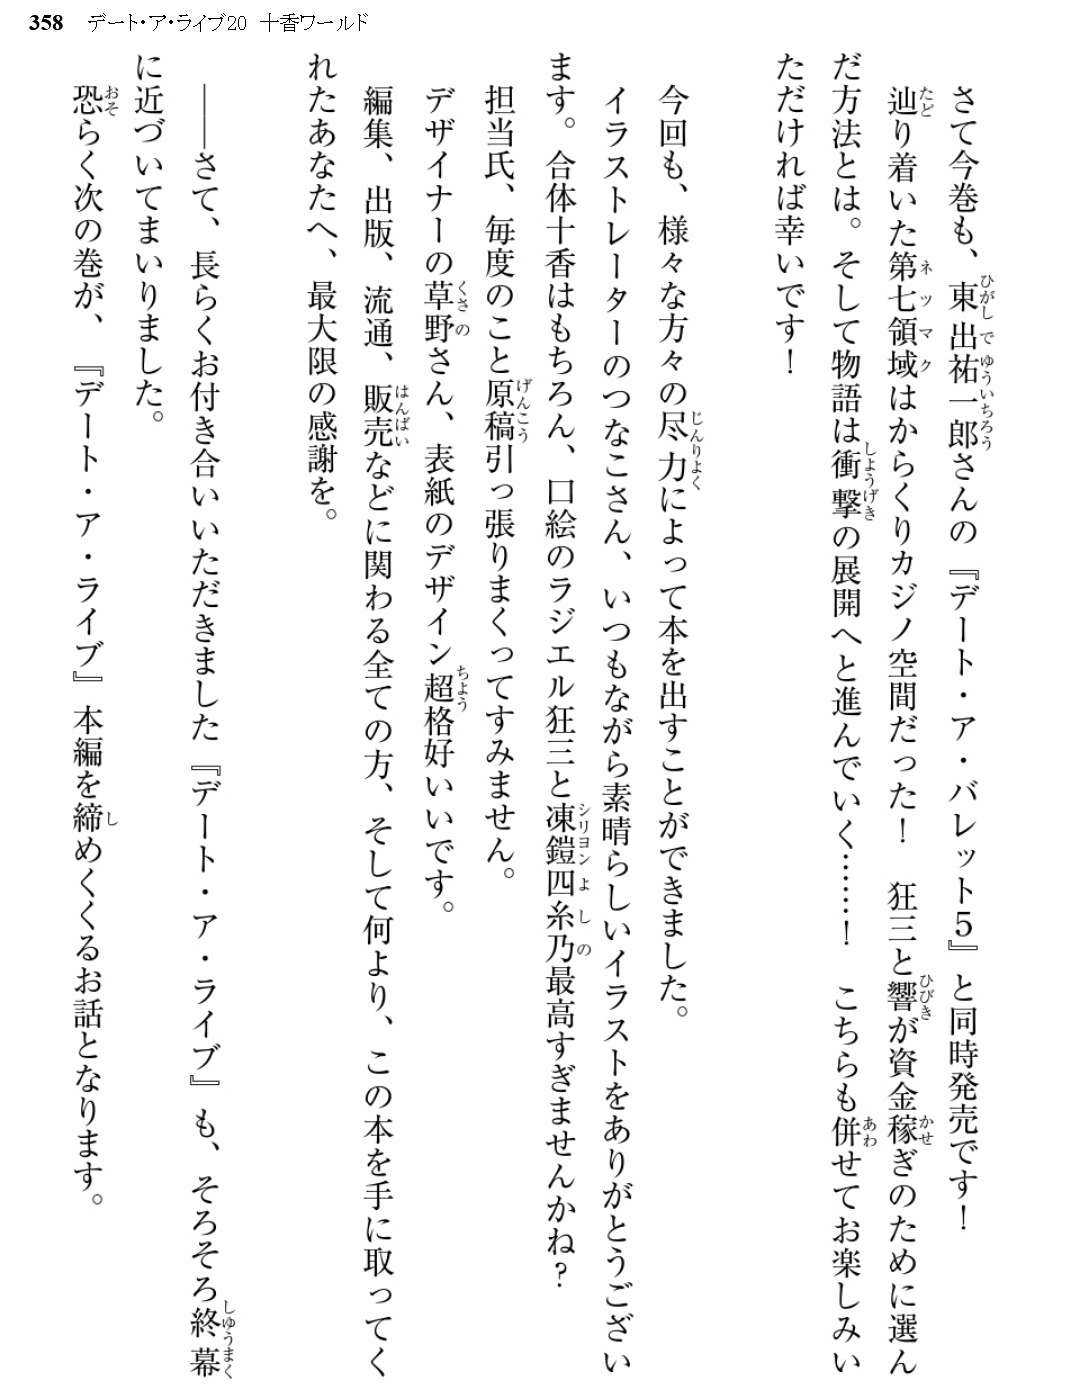 358 デート・ア・ライブ20 十香ワールド
さて今巻も、東出祐一郎さんの『デート・ア・バレット5』と同時発売です！
辿り着いた第七領域はからくりカジノ空間だった！　狂三と響が資金稼ぎのために選ん
だ方法とは。そして物語は衝撃の展開へと進んでいく……！　こちらも併せてお楽しみい
ただければ幸いです！
今回も、様々な方々の尽力によって本を出すことができました。
イラストレーターのつなこさん、いつもながら素晴らしいイラストをありがとうござい
ます。合体十香はもちろん、口絵のラジエル狂三と凍鎧四糸乃最高すぎませんかね？
担当氏、毎度のこと原稿引っ張りまくってすみません。
デザイナーの草野さん、表紙のデザイン超格好いいです。
編集、出版、流通、販売などに関わる全ての方、そして何より、この本を手に取ってく
れたあなたへ、最大限の感謝を。
――さて、長らくお付き合いいただきました『デート・ア・ライブ』も、そろそろ終幕
に近づいてまいりました。
恐らく次の巻が、『デート・ア・ライブ』本編を締めくくるお話となります。